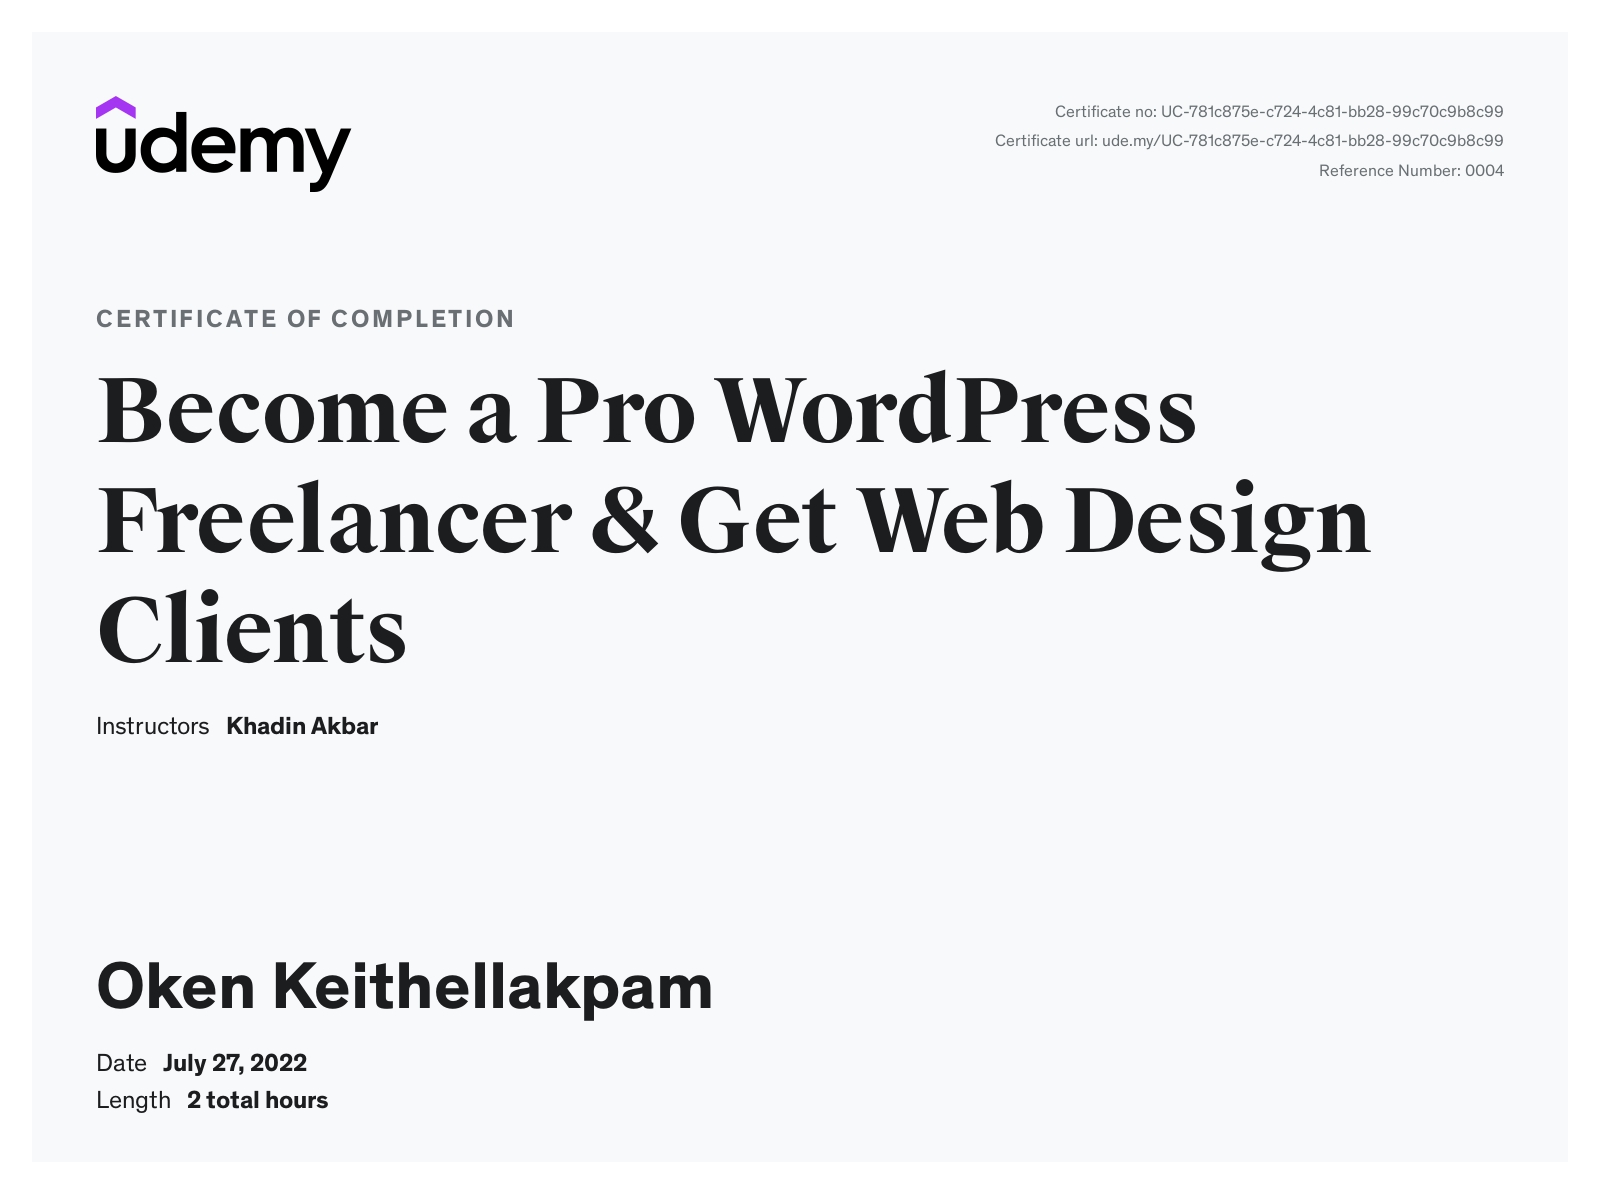 udemy
Certificate no: UC-781c875e-c724-4c81-bb28-99c70c9b8c99
Certificate url: ude.my/UC-781c875e-c724-4c81-bb28-99c70c9b8c99
Reference Number: 0004
CERTIFICATE OF COMPLETION
Become a Pro WordPress
Freelancer & Get Web Design
Clients
Instructors Khadin Akbar
Oken Keithellakpam
Date July 27, 2022
Length 2 total hours